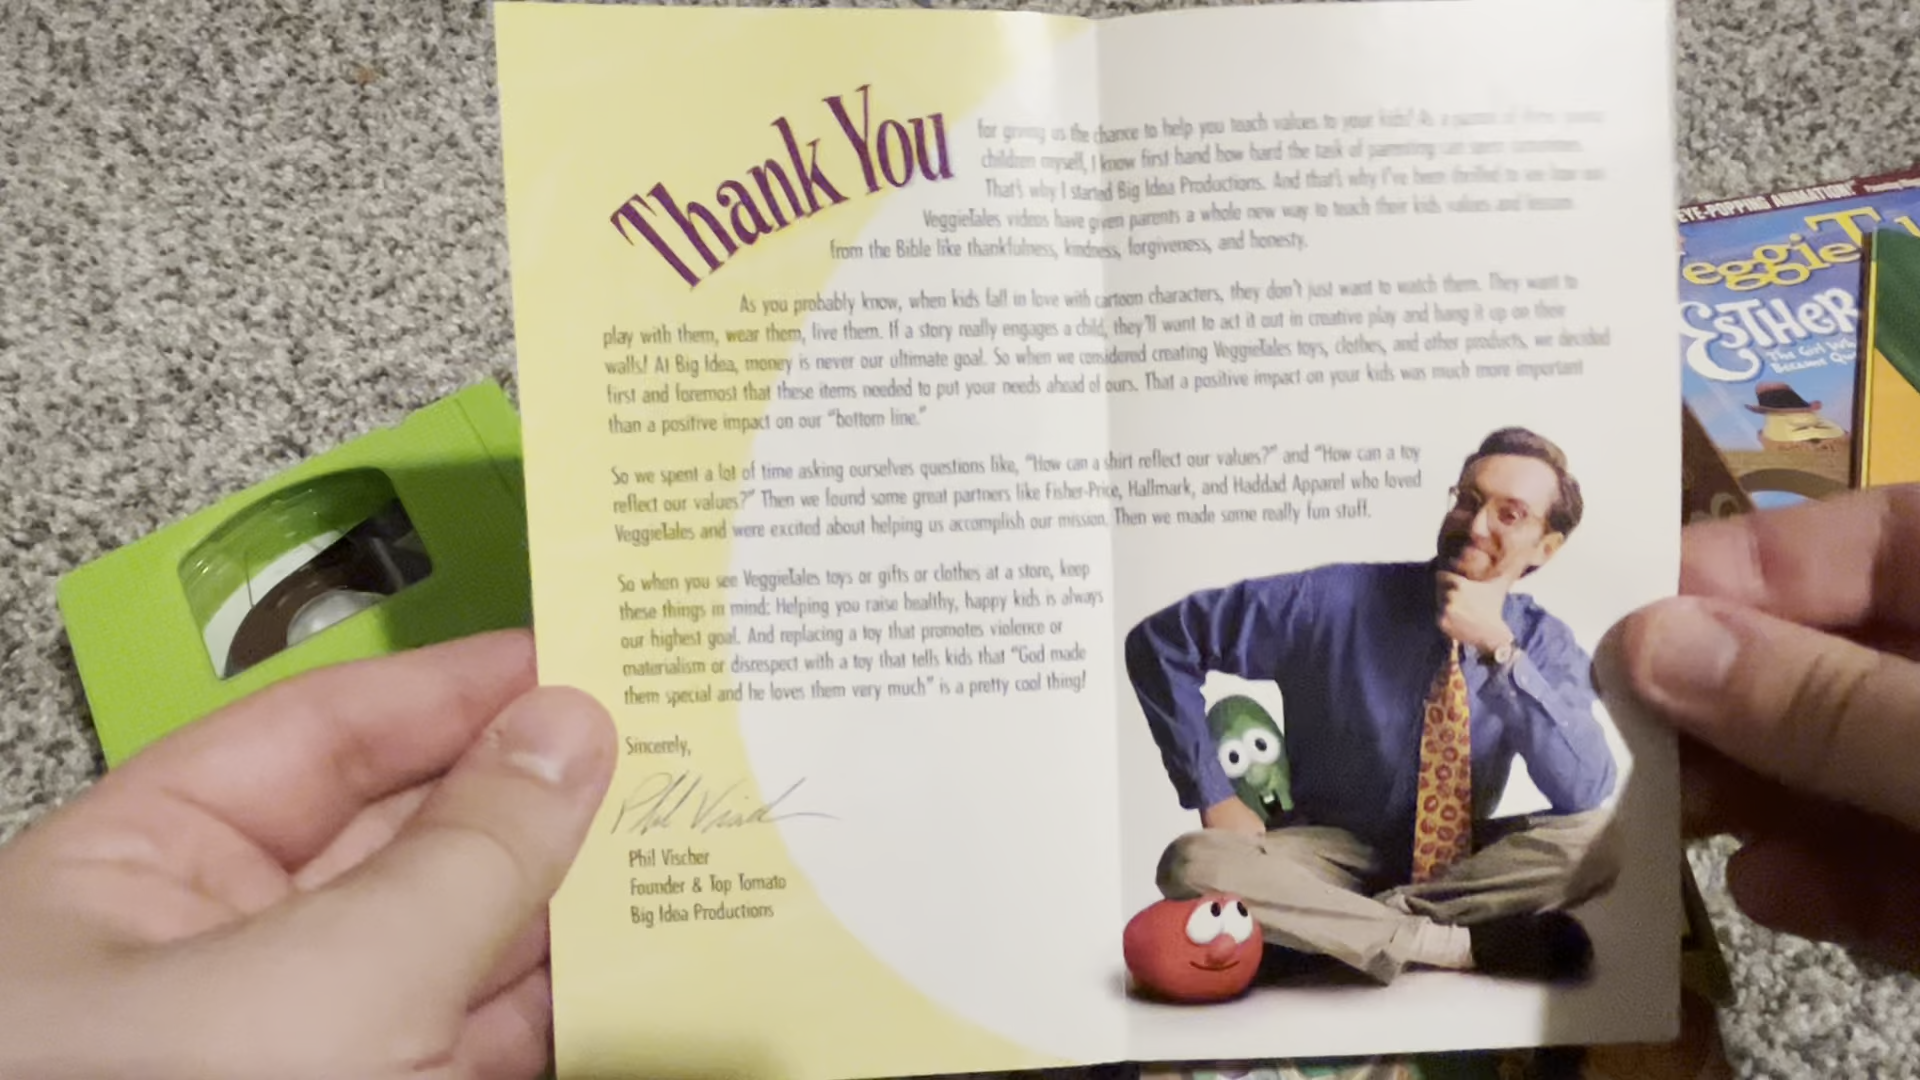 Thank You
for giving us the chance to help you teach values to your kids! As a parent of three young
children myself, I know first hand how hard the task of parenting can seem sometimes.
That's why I started Big Idea Productions. And that's why I've been thrilled to see how our
VeggieTales videos have given parents a whole new way to teach their kids values and lessons
from the Bible like thankfulness, kindness, forgiveness, and honesty.
As you probably know, when kids fall in love with cartoon characters, they don't just want to watch them. They want to
play with them, wear them, live them. If a story really engages a child, they'll want to act it out in creative play and hang it up on their
walls! At Big Idea, money is never our ultimate goal. So when we considered creating VeggieTales toys, clothes, and other products, we decided
first and foremost that these items needed to put your needs ahead of ours. That a positive impact on your kids was much more important
than a positive impact on our "bottom line."
So we spent a lot of time asking ourselves questions like, "How can a shirt reflect our values?" and "How can a toy
reflect our values?" Then we found some great partners like Fisher-Price, Hallmark, and Haddad Apparel who loved
VeggieTales and were excited about helping us accomplish our mission. Then we made some really fun stuff.
So when you see VeggieTales toys or gifts or clothes at a store, keep
these things in mind: Helping you raise healthy, happy kids is always
our highest goal. And replacing a toy that promotes violence or
materialism or disrespect with a toy that tells kids that "God made
them special and he loves them very much" is a pretty cool thing!
Sincerely,
Phil Vischer
Phil Vischer
Founder & Top Tomato
Big Idea Productions
EYE-POPPING ANIMATION!"
eggieT
ESTHER
The Girl Wh
Became Qu